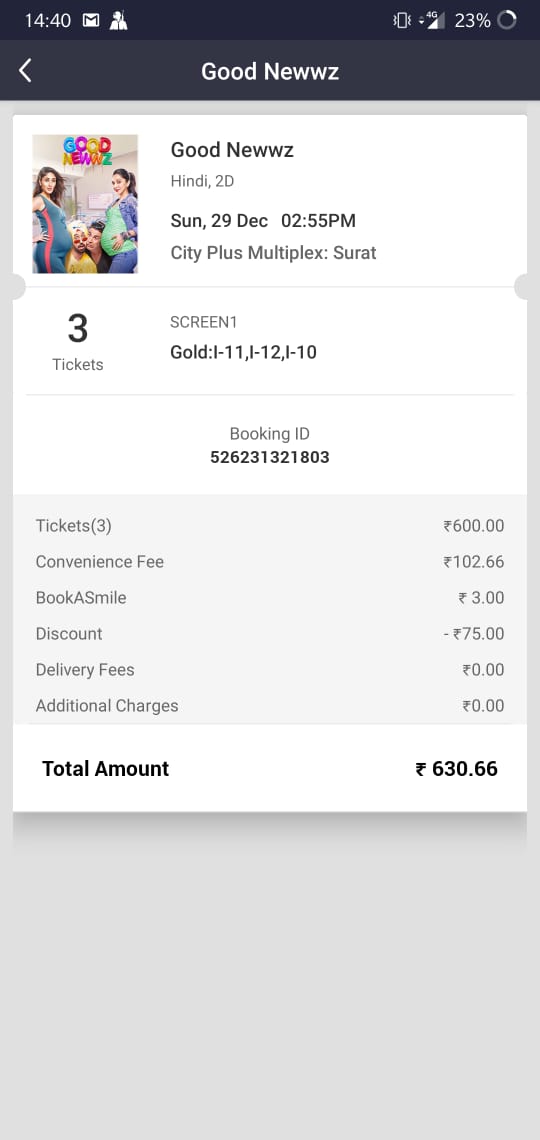 14:40
4G
23%
Good Newwz
GOOD
NEWWZ
Good Newwz
Hindi, 2D
Sun, 29 Dec 02:55PM
City Plus Multiplex: Surat
3
Tickets
SCREEN1
Gold:I-11,I-12,I-10
Booking ID
526231321803
Tickets(3) ₹600.00
Convenience Fee ₹102.66
BookASmile ₹ 3.00
Discount - ₹75.00
Delivery Fees ₹0.00
Additional Charges ₹0.00
Total Amount ₹ 630.66